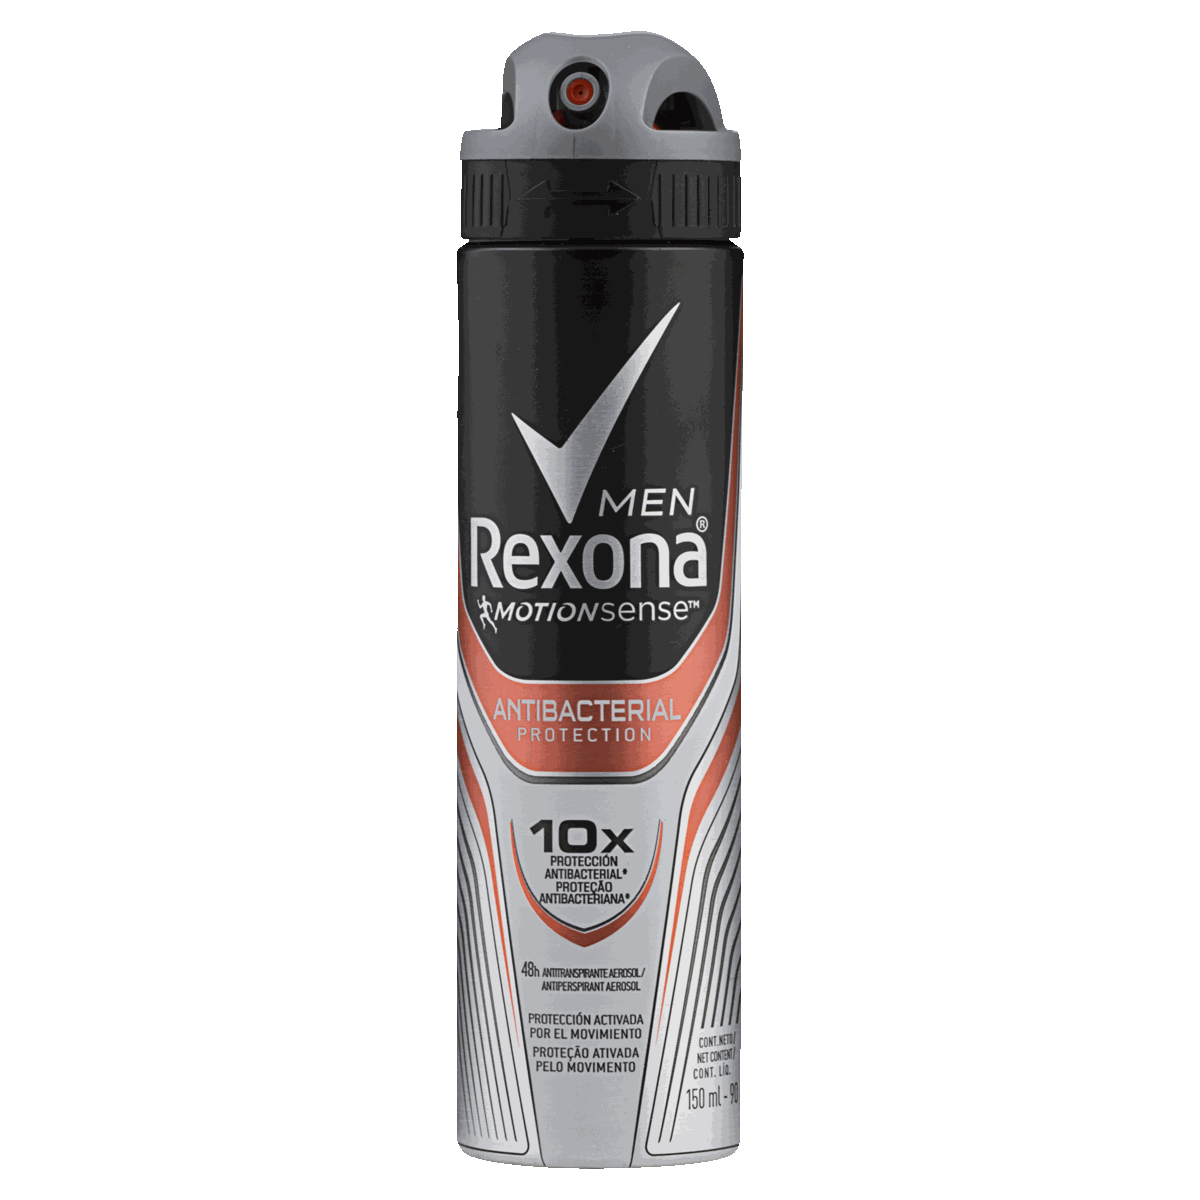 MEN
Rexona®
MOTIONsense™
ANTIBACTERIAL
PROTECTION
10x
PROTECCIÓN
ANTIBACTERIAL*
PROTEÇÃO
ANTIBACTERIANA*
48h ANTITRANSPIRANTE AEROSOL/
ANTIPERSPIRANT AEROSOL
PROTECCIÓN ACTIVADA
POR EL MOVIMIENTO
PROTEÇÃO ATIVADA
PELO MOVIMENTO
CONT.NETO/
NET CONTENT/
CONT. LÍQ.
150 ml - 90